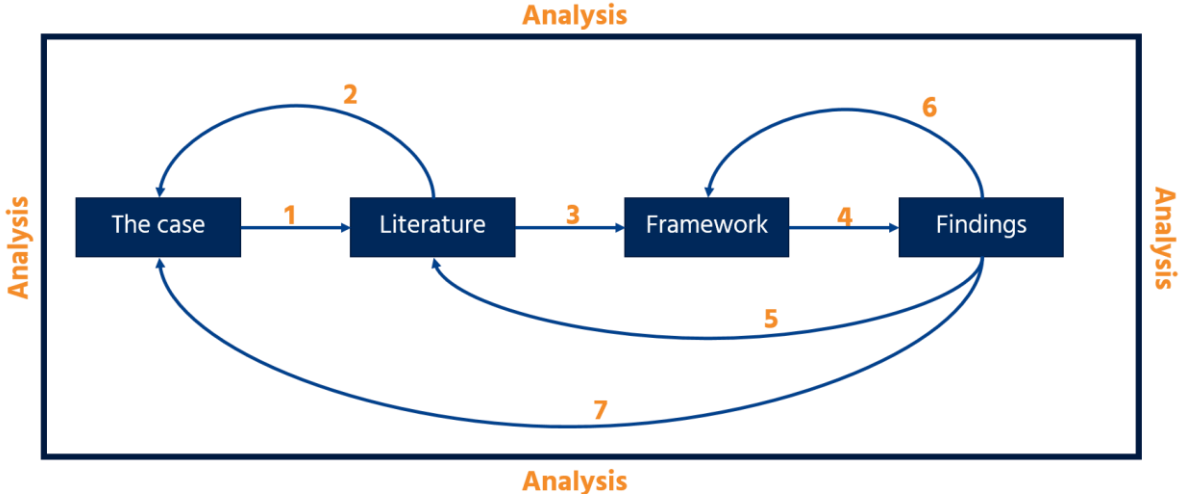 Analysis
2
6
Analysis
The case
1
Literature
3
Framework
4
Findings
Analysis
5
7
Analysis